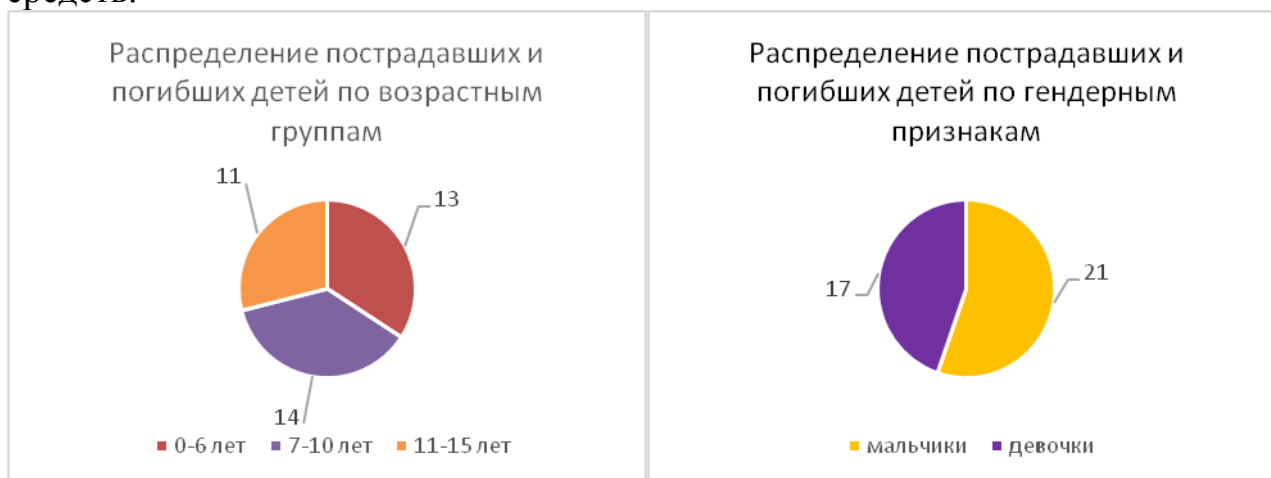 средств.
Распределение пострадавших и
погибших детей по возрастным
группам
11
13
14
0-6 лет 7-10 лет 11-15 лет
Распределение пострадавших и
погибших детей по гендерным
признакам
17
21
мальчики девочки